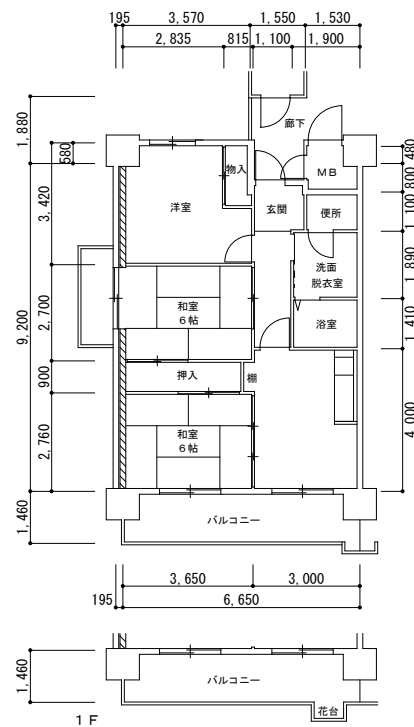 195 3,570 1,550 1,530
2,835 815 1,100 1,900
1,880
580
3,420
9,200
2,700
900
2,760
1,460
廊下
物入
MB
洋室
玄関
便所
洗面
脱衣室
和室
6帖
浴室
押入
棚
和室
6帖
バルコニー
480
800
1,100
1,890
1,410
4,000
3,650 3,000
195 6,650
1,460
バルコニー
花台
1F